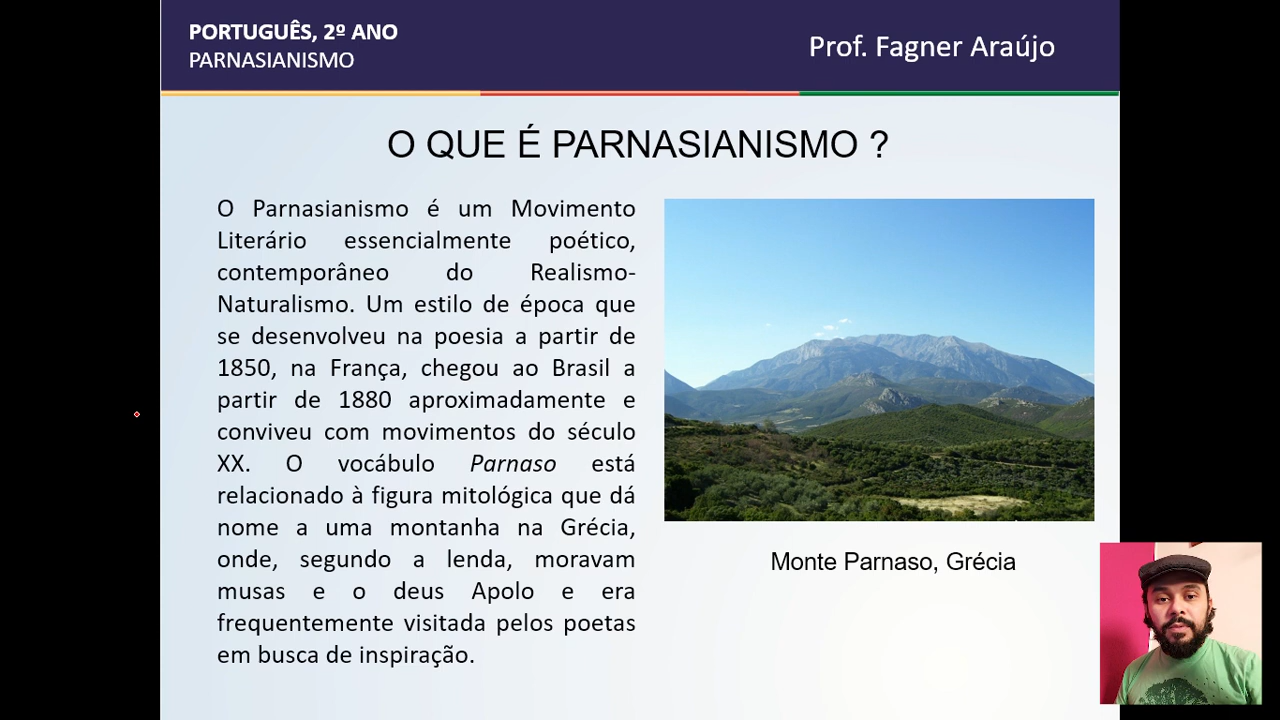 PORTUGUÊS, 2º ANO
PARNASIANISMO
Prof. Fagner Araújo
O QUE É PARNASIANISMO ?
O Parnasianismo é um Movimento
Literário essencialmente poético,
contemporâneo do Realismo-
Naturalismo. Um estilo de época que
se desenvolveu na poesia a partir de
1850, na França, chegou ao Brasil a
partir de 1880 aproximadamente e
conviveu com movimentos do século
XX. O vocábulo Parnaso está
relacionado à figura mitológica que dá
nome a uma montanha na Grécia,
onde, segundo a lenda, moravam
musas e o deus Apolo e era
frequentemente visitada pelos poetas
em busca de inspiração.
Monte Parnaso, Grécia